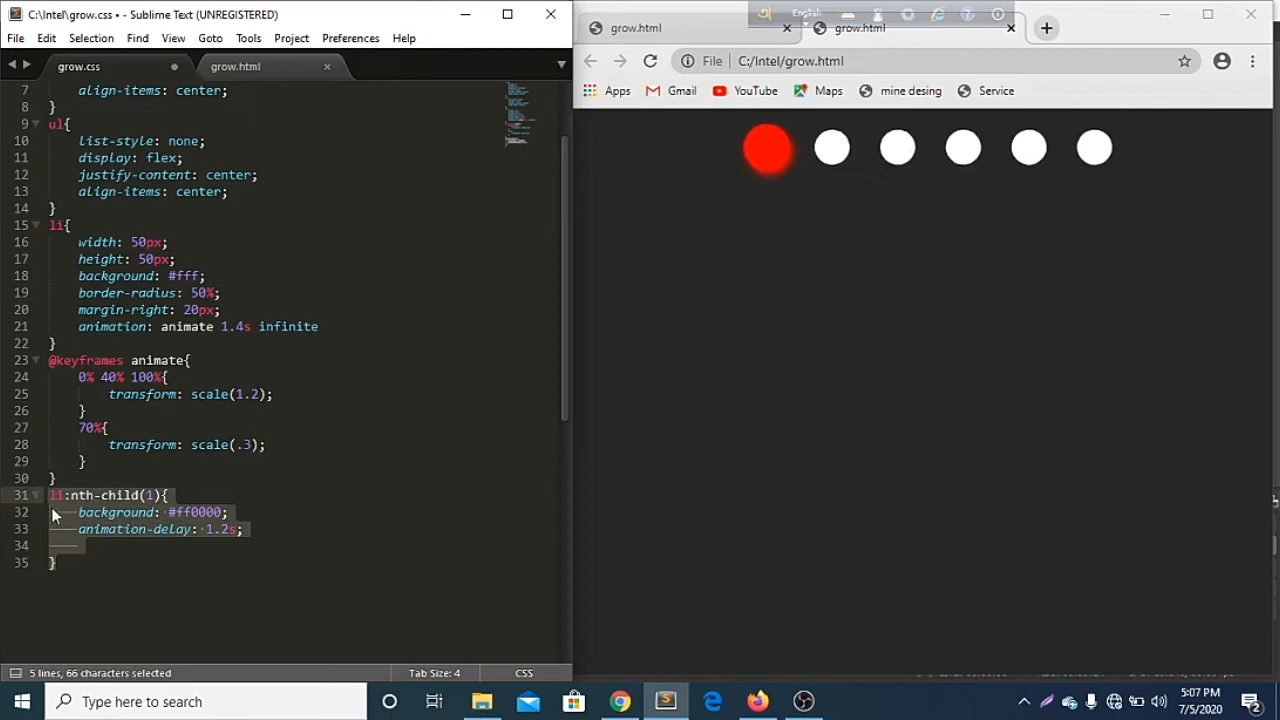 C:\Intel\grow.css • - Sublime Text (UNREGISTERED)
File Edit Selection Find View Goto Tools Project Preferences Help
grow.css
grow.html
7 align-items: center;
8 }
9 ul{
10 list-style: none;
11 display: flex;
12 justify-content: center;
13 align-items: center;
14 }
15 li{
16 width: 50px;
17 height: 50px;
18 background: #fff;
19 border-radius: 50%;
20 margin-right: 20px;
21 animation: animate 1.4s infinite
22 }
23 @keyframes animate{
24 0% 40% 100%{
25 transform: scale(1.2);
26 }
27 70%{
28 transform: scale(.3);
29 }
30 }
31 li:nth-child(1){
32 background: #ff0000;
33 animation-delay: 1.2s;
34
35 }
5 lines, 66 characters selected
Tab Size: 4
CSS
English
grow.html
grow.html
File C:/Intel/grow.html
Apps Gmail YouTube Maps mine desing Service
Type here to search
5:07 PM
7/5/2020
2